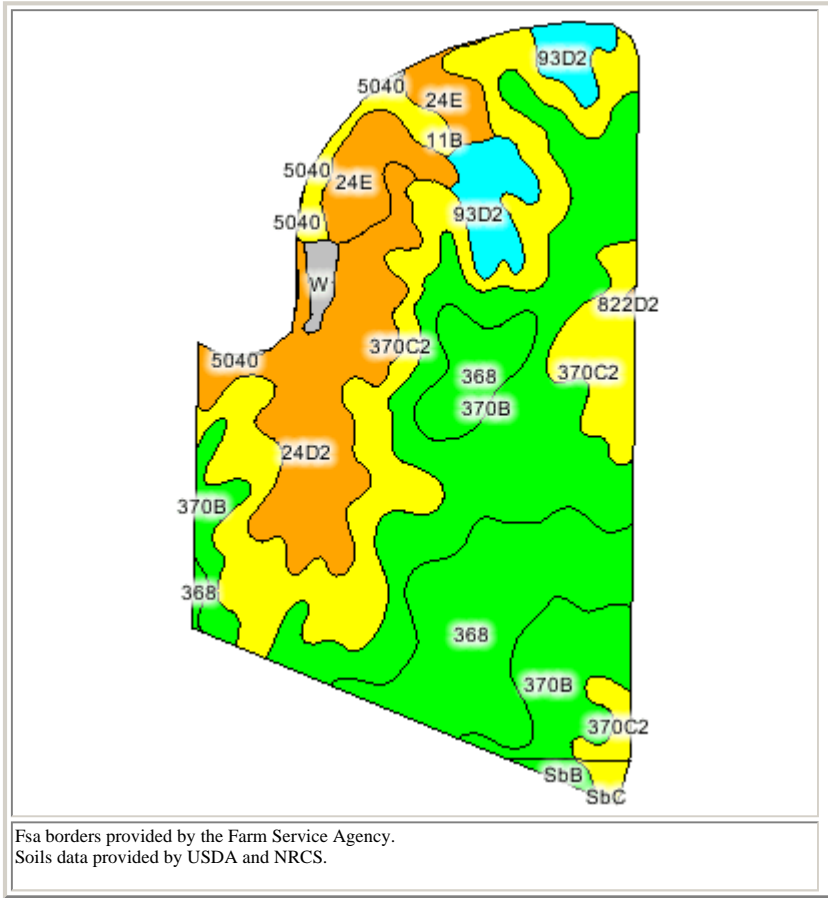 93D2
5040
24E
11B
5040
24E
93D2
5040
W
822D2
370C2
5040
370C2
368
370B
24D2
370B
368
368
370B
370C2
SbB
SbC
Fsa borders provided by the Farm Service Agency.
Soils data provided by USDA and NRCS.